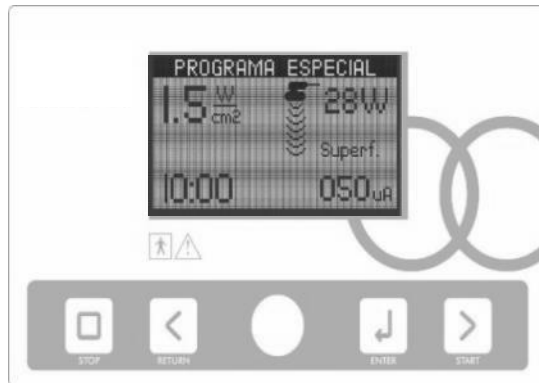 PROGRAMA ESPECIAL
1.5 W/cm2 28W
Superf.
10:00 050uA
STOP RETURN ENTER START